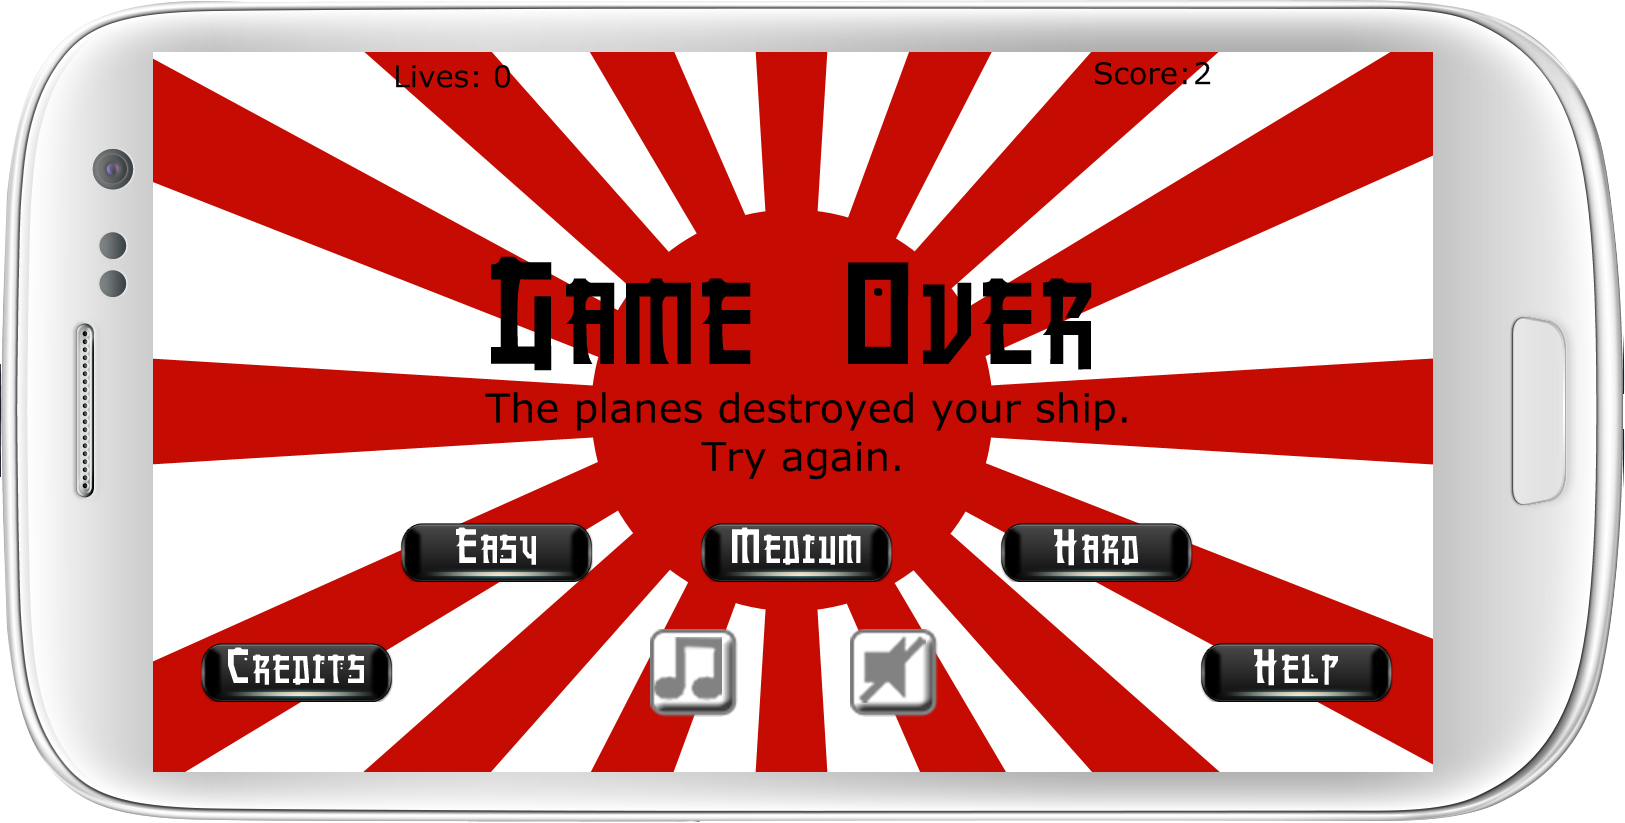 Lives: 0
Score:2
Game Over
The planes destroyed your ship.
Try again.
Easy
Medium
Hard
Credits
Help